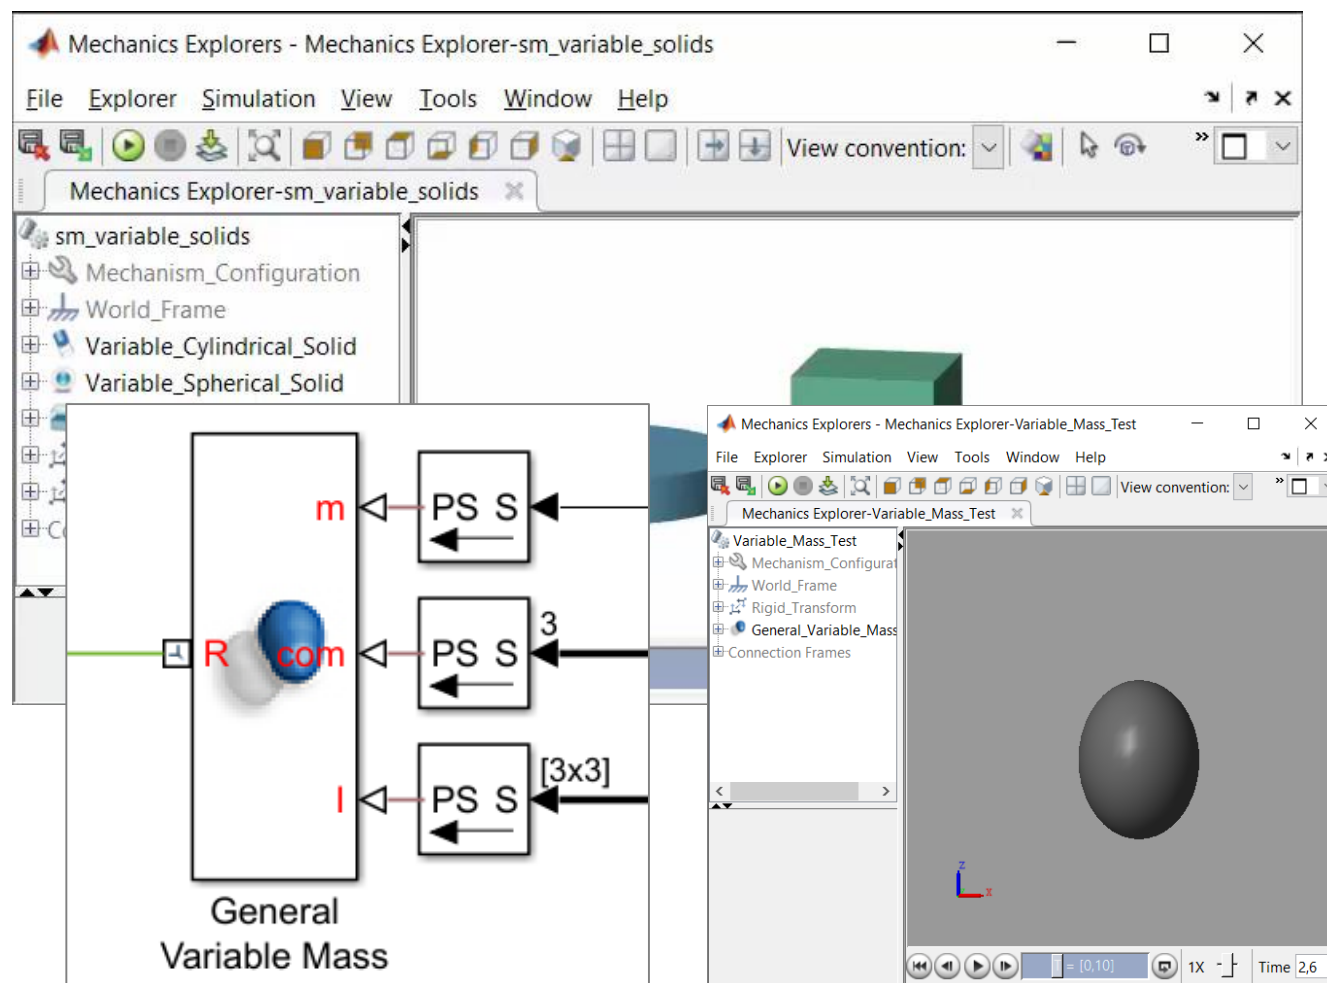 Mechanics Explorers - Mechanics Explorer-sm_variable_solids
File Explorer Simulation View Tools Window Help
View convention:
Mechanics Explorer-sm_variable_solids
sm_variable_solids
Mechanism_Configuration
World_Frame
Variable_Cylindrical_Solid
Variable_Spherical_Solid
m
PS S
R
com
PS S
3
I
PS S
[3x3]
General
Variable Mass
Mechanics Explorers - Mechanics Explorer-Variable_Mass_Test
File Explorer Simulation View Tools Window Help
View convention:
Mechanics Explorer-Variable_Mass_Test
Variable_Mass_Test
Mechanism_Configurat
World_Frame
Rigid_Transform
General_Variable_Mass
Connection Frames
z
x
= [0,10]
1X
Time 2,6